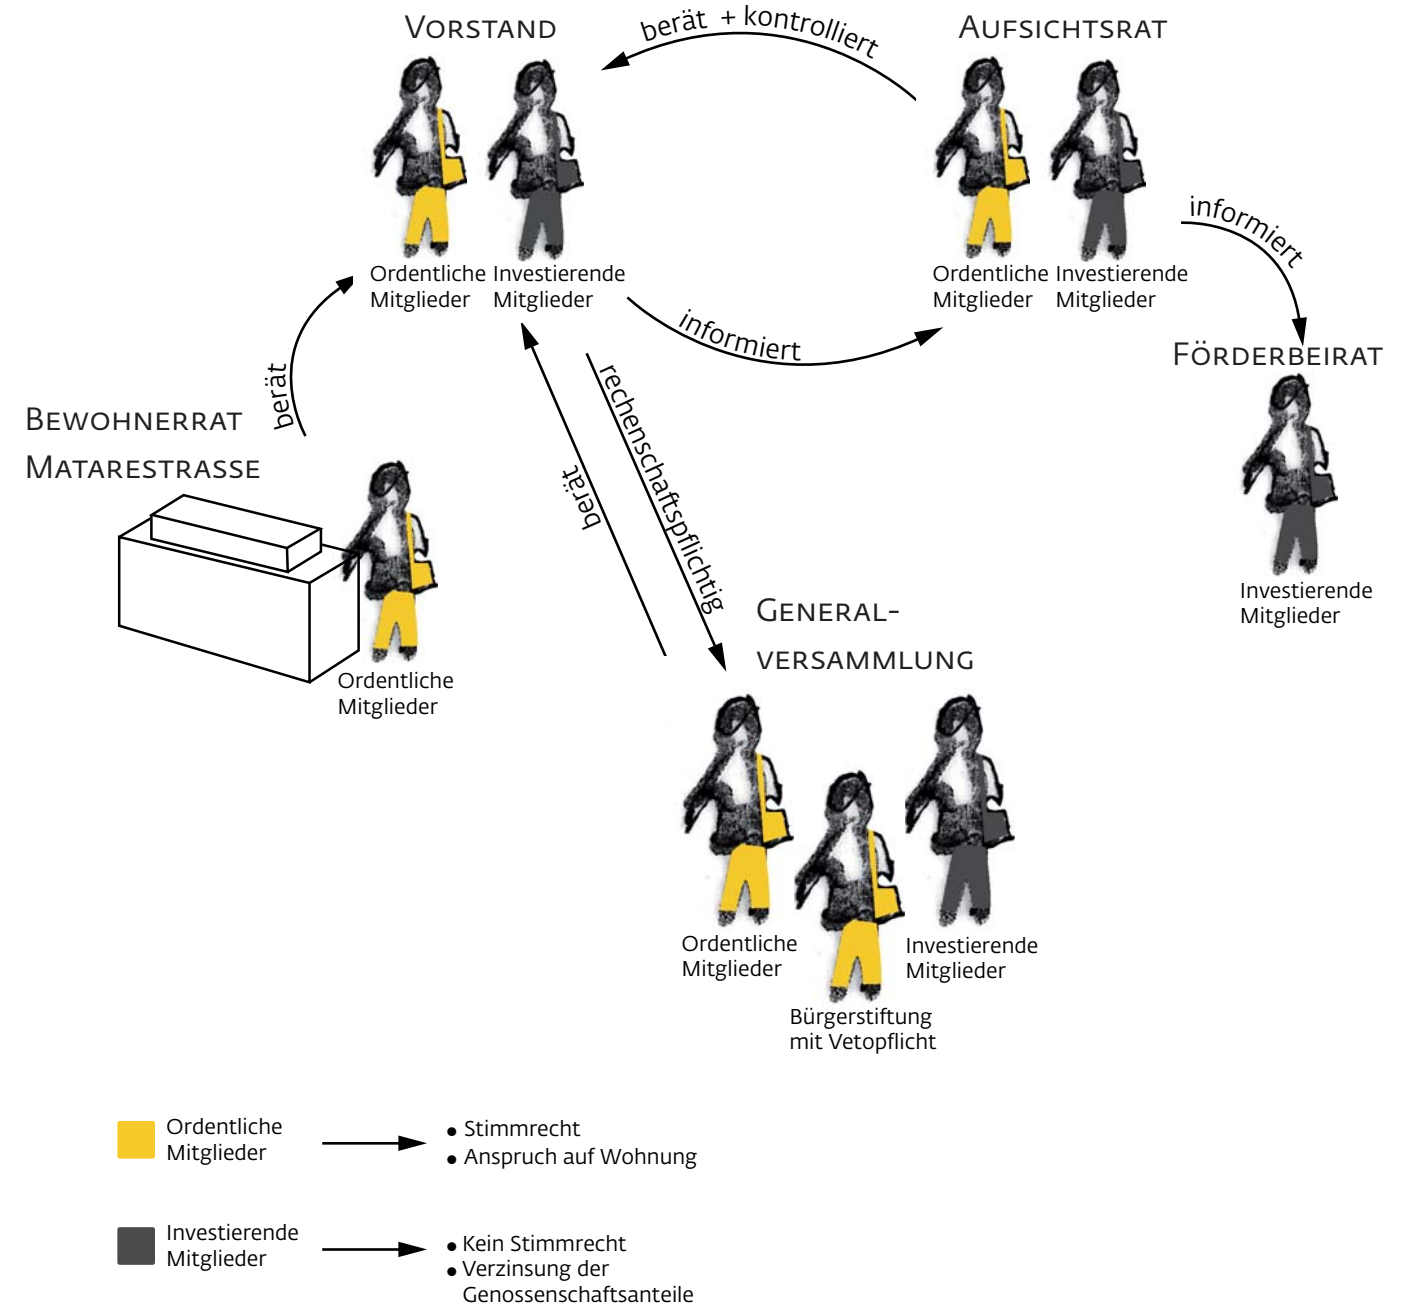 VORSTAND
berät + kontrolliert
AUFSICHTSRAT
informiert
Ordentliche
Mitglieder
Investierende
Mitglieder
Ordentliche
Mitglieder
Investierende
Mitglieder
informiert
FÖRDERBEIRAT
berät
rechenschaftspflichtig
berät
BEWOHNERRAT
MATARESTRASSE
Investierende
Mitglieder
GENERAL-
VERSAMMLUNG
Ordentliche
Mitglieder
Ordentliche
Mitglieder
Investierende
Mitglieder
Bürgerstiftung
mit Vetopflicht
Ordentliche
Mitglieder
• Stimmrecht
• Anspruch auf Wohnung
Investierende
Mitglieder
• Kein Stimmrecht
• Verzinsung der
Genossenschaftsanteile